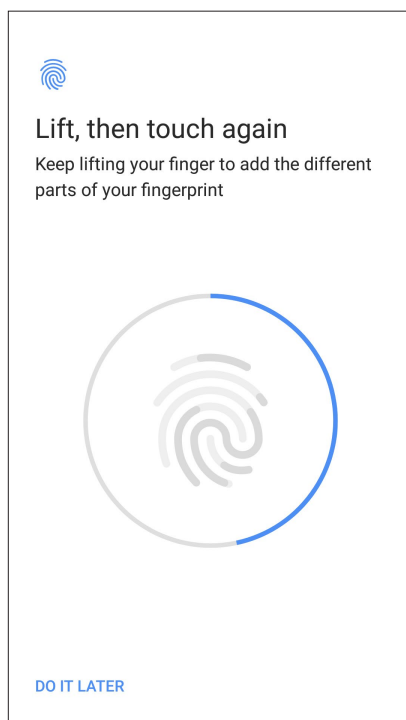 Lift, then touch again
Keep lifting your finger to add the different
parts of your fingerprint
DO IT LATER